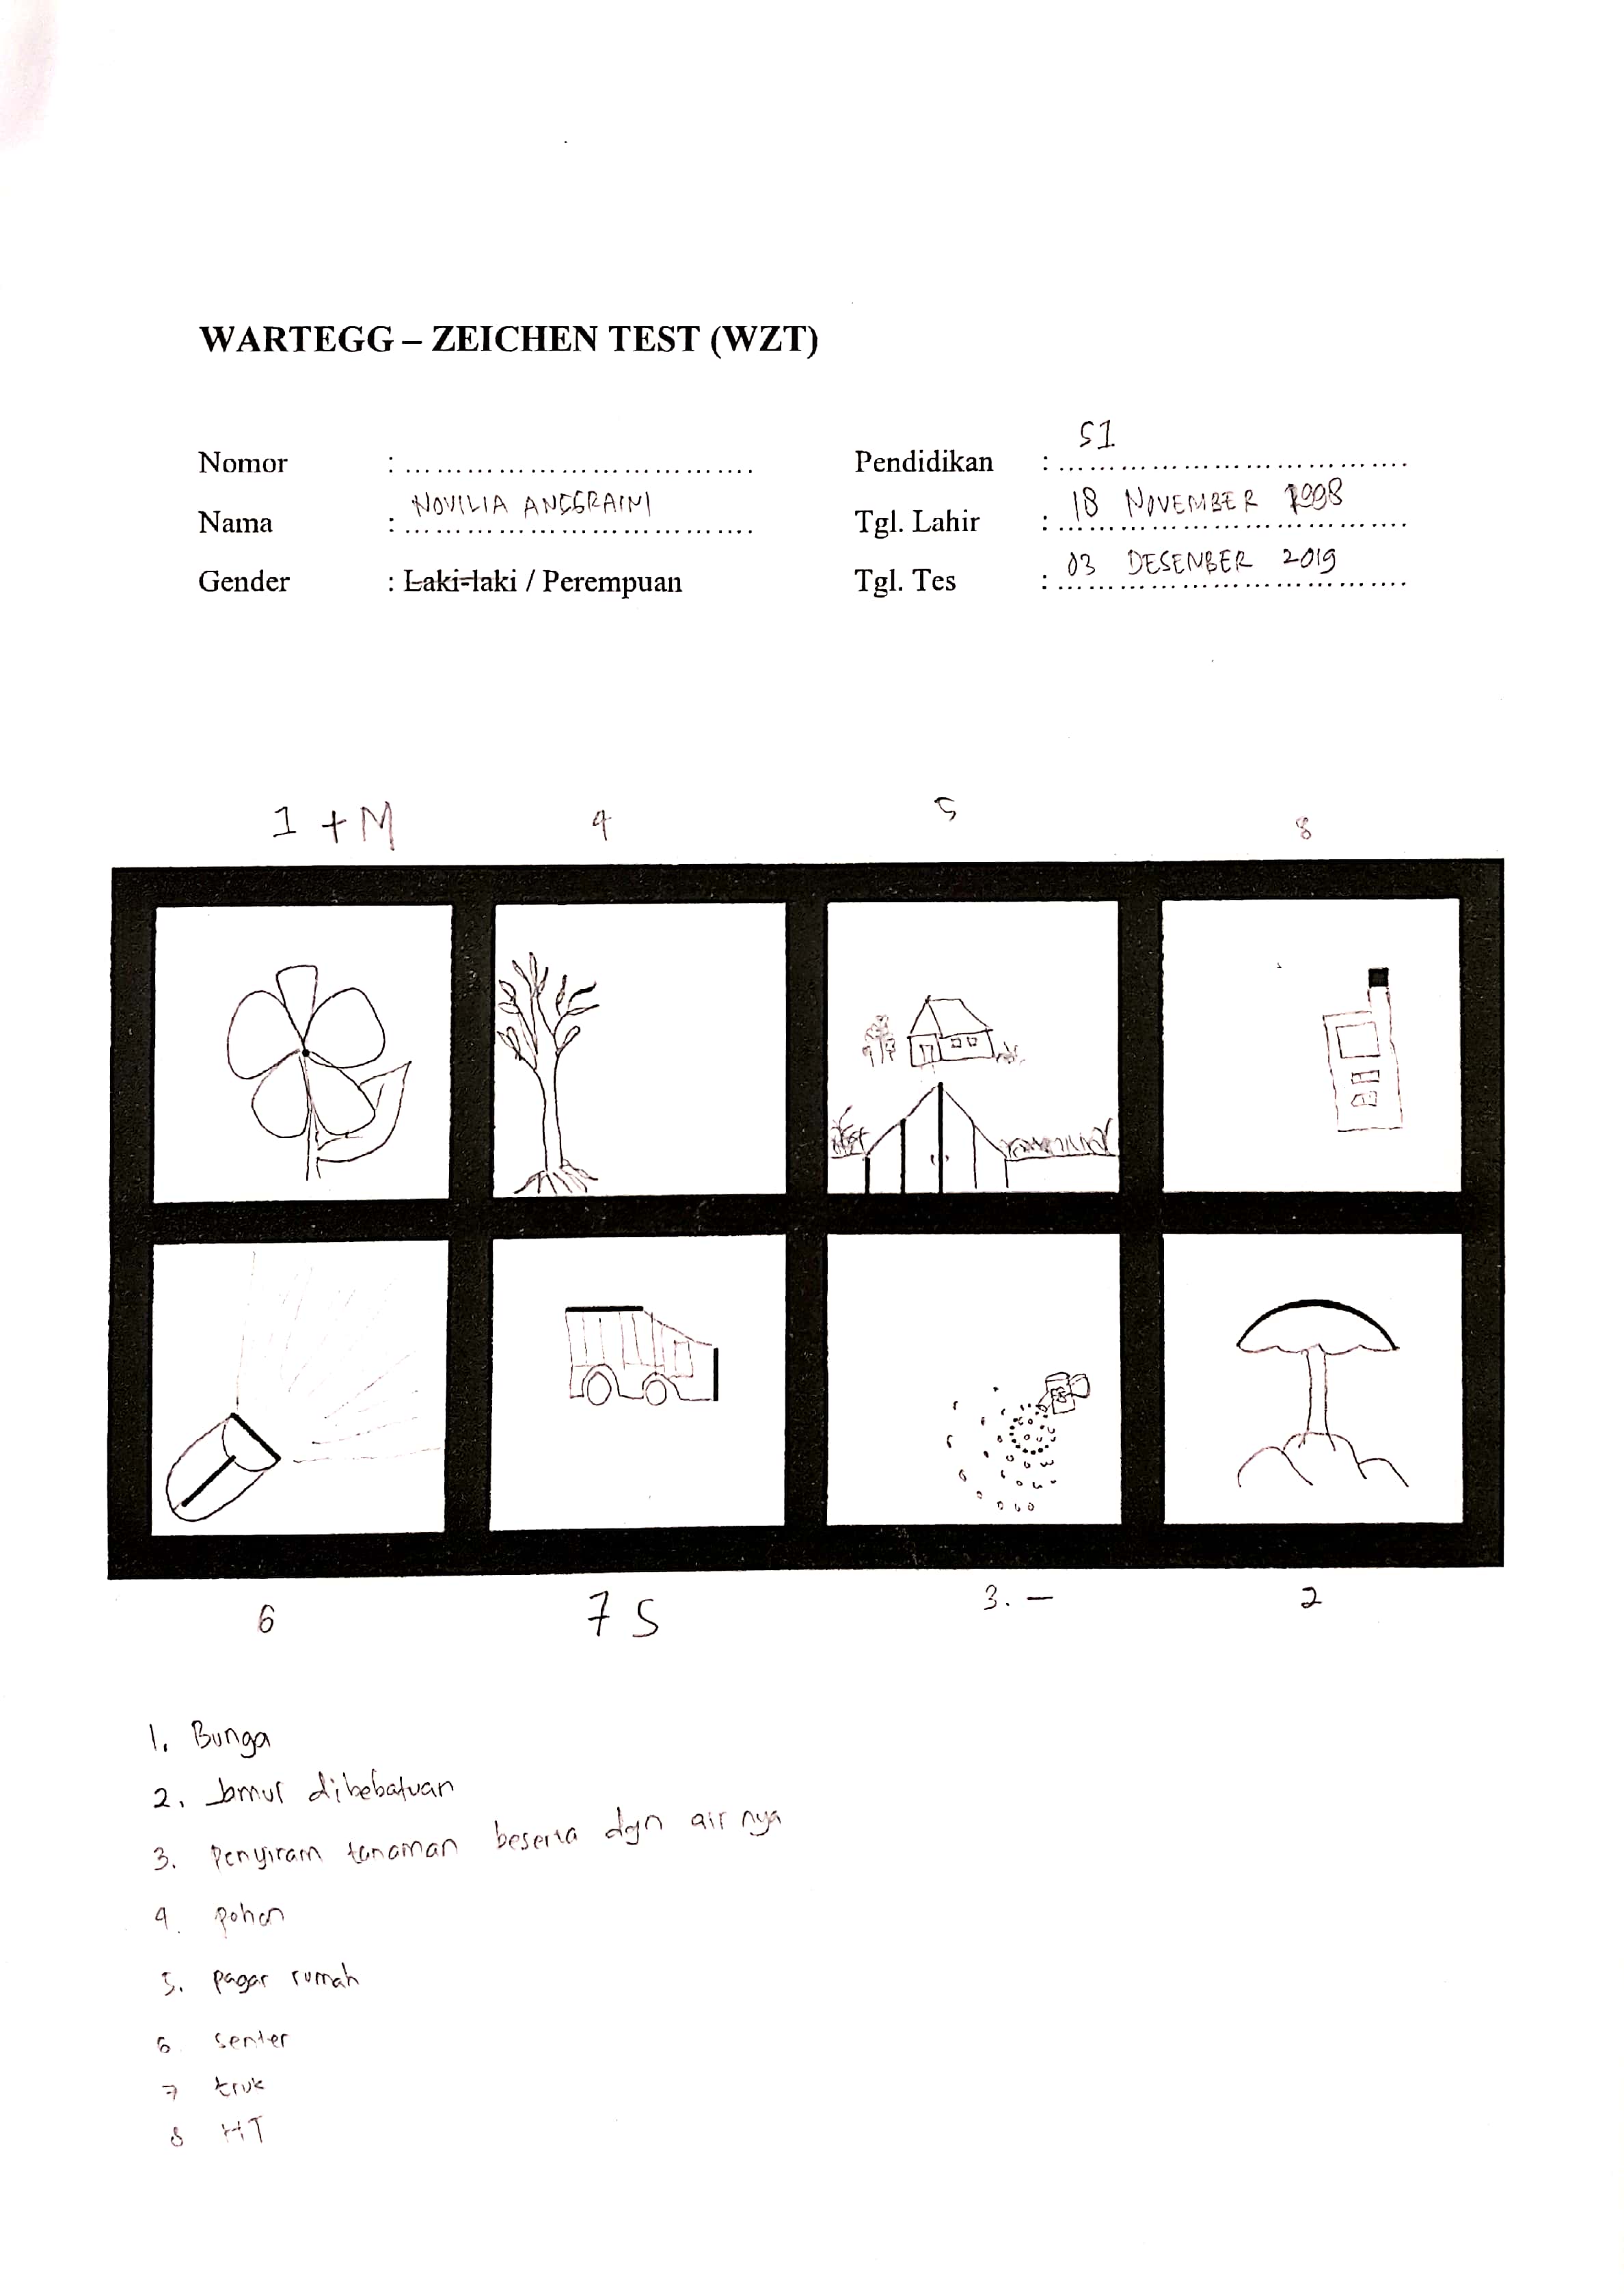 WARTEGG – ZEICHEN TEST (WZT)
Nomor : ....................................
Pendidikan : S1
Nama : NOVILIA ANGGRAINI
Tgl. Lahir : 18 NOVEMBER 1998
Gender : Laki-laki / Perempuan
Tgl. Tes : 03 DESEMBER 2019
1 +M 4 5 8
6 7 S 3. – 2
1. Bunga
2. Jamur dibebatuan
3. Penyiram tanaman beserta dgn air nya
4. pohon
5. pagar rumah
6 senter
7 truk
8 HT